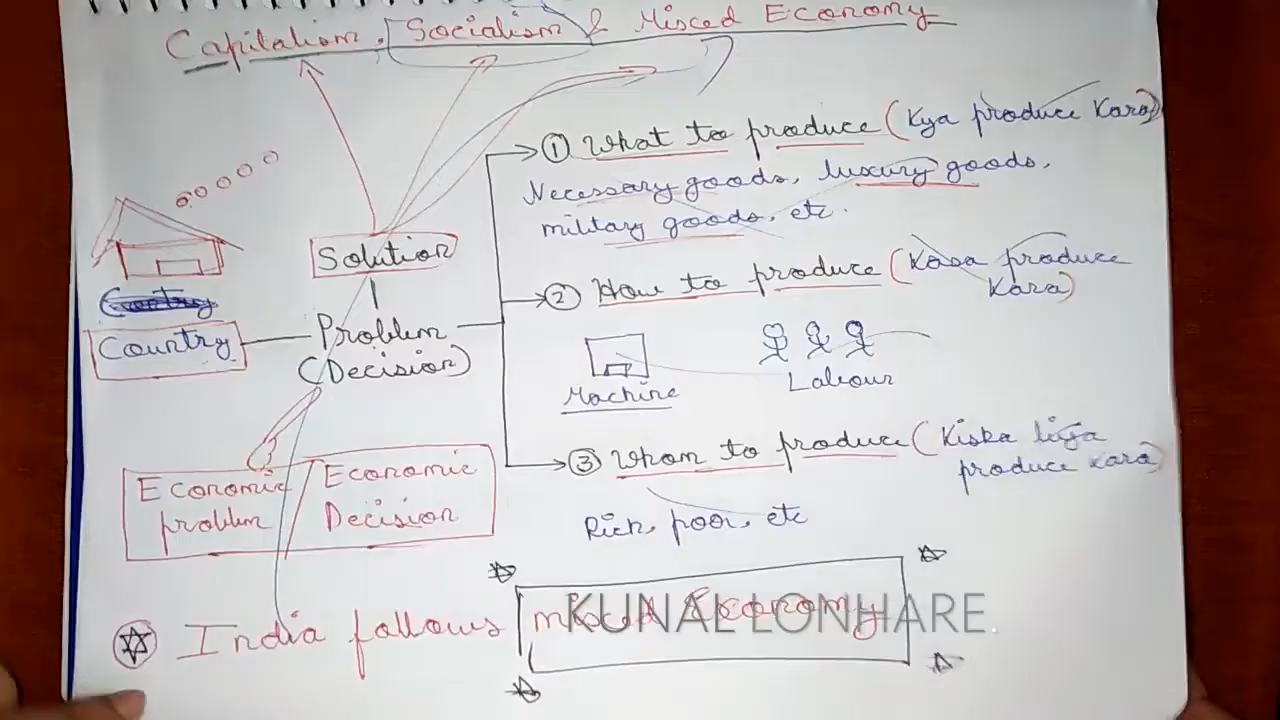 Capitalism, Socialism & Mixed Economy
① What to produce (Kya produce Kara)
Necessary goods, luxury goods,
military goods, etc.
Solution
② How to produce (Kasa produce
Kara)
Country
Country
Problem
(Decision)
Machine
Labour
③ Whom to produce (Kiska liya
produce Kara)
Economic problem
Economic Decision
Rich, poor, etc
India follows mixed Economy
KUNAL LONHARE.